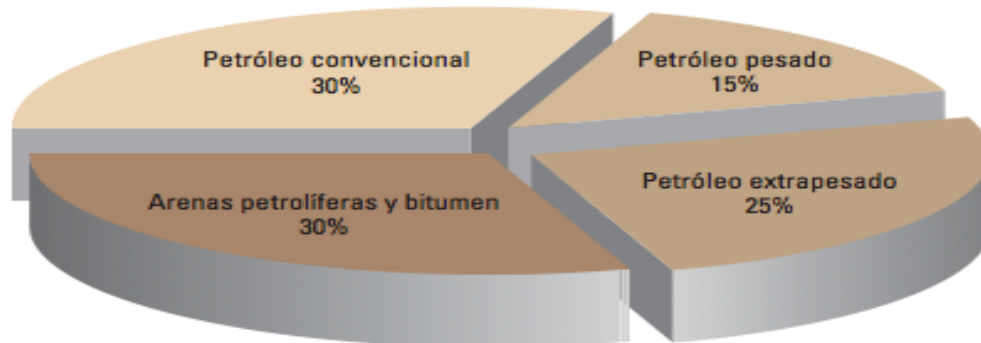 Petróleo convencional
30%
Petróleo pesado
15%
Arenas petrolíferas y bitumen
30%
Petróleo extrapesado
25%